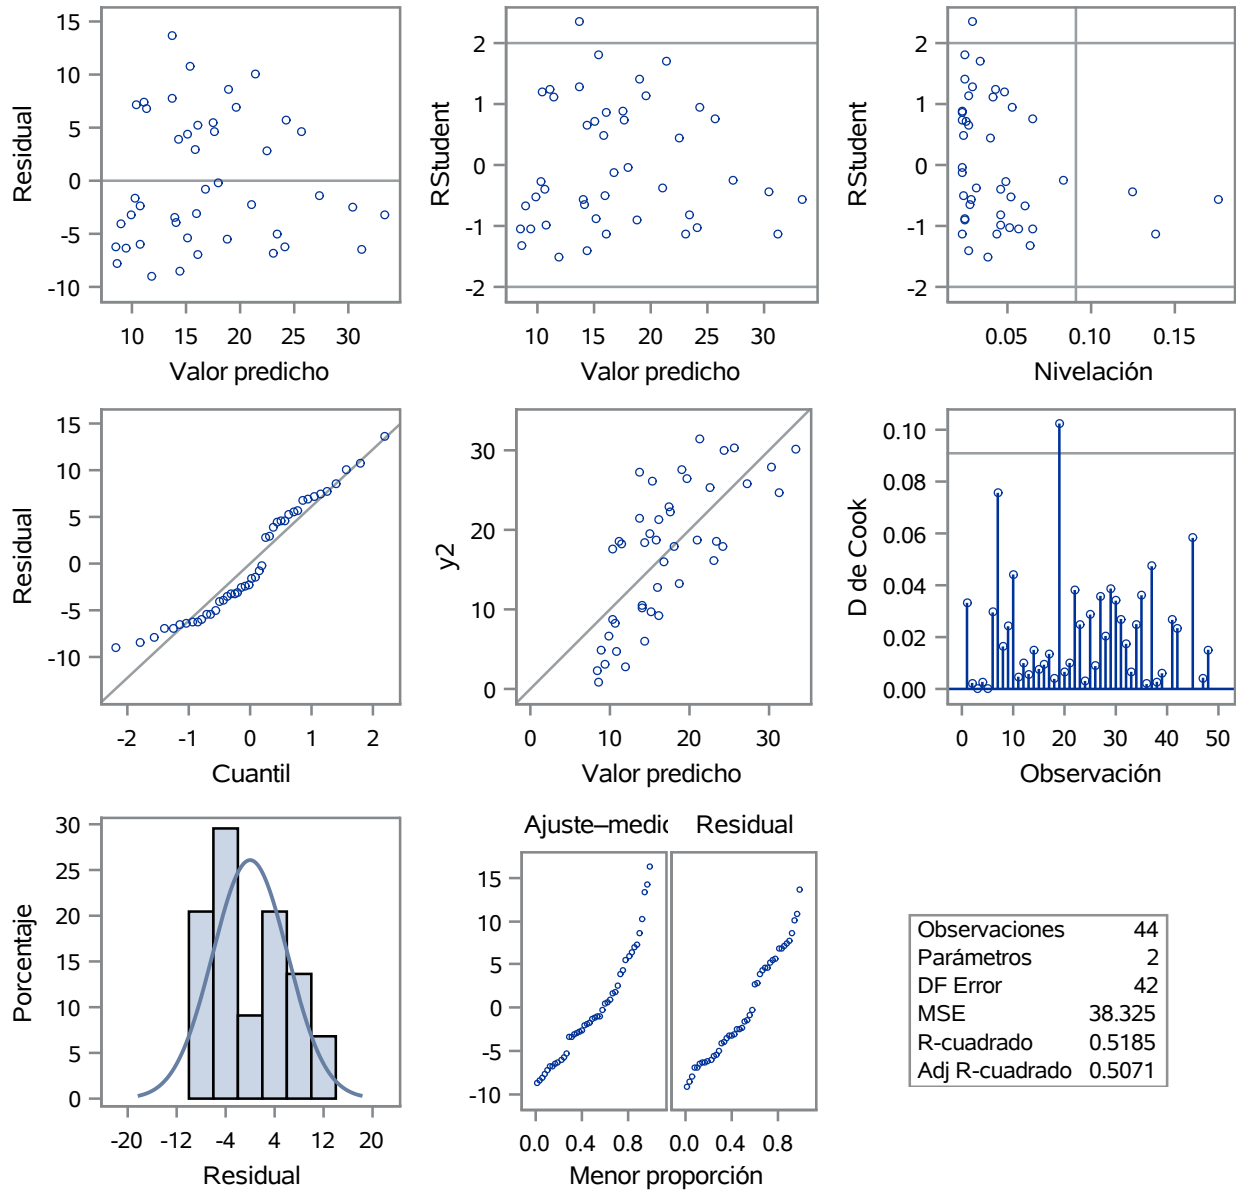 15
10
5
0
-5
-10
Residual
10 15 20 25 30
Valor predicho
2
1
0
-1
-2
RStudent
10 15 20 25 30
Valor predicho
2
1
0
-1
-2
RStudent
0.05 0.10 0.15
Nivelación
15
10
5
0
-5
-10
Residual
-2 -1 0 1 2
Cuantil
30
20
10
0
y2
0 10 20 30
Valor predicho
0.10
0.08
0.06
0.04
0.02
0.00
D de Cook
0 10 20 30 40 50
Observación
30
25
20
15
10
5
0
Porcentaje
-20 -12 -4 4 12 20
Residual
Ajuste–medic Residual
15
10
5
0
-5
-10
0.0 0.4 0.8 0.0 0.4 0.8
Menor proporción
Observaciones 44
Parámetros 2
DF Error 42
MSE 38.325
R-cuadrado 0.5185
Adj R-cuadrado 0.5071